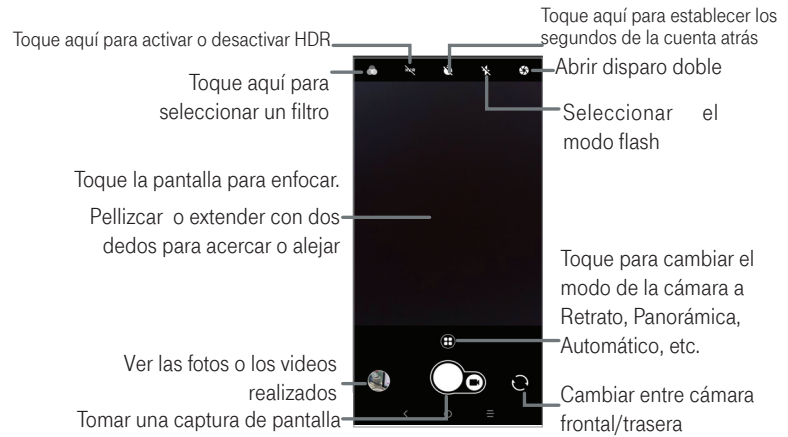 Toque aquí para establecer los
segundos de la cuenta atrás
Toque aquí para activar o desactivar HDR
Abrir disparo doble
Toque aquí para
seleccionar un filtro
Seleccionar el
modo flash
Toque la pantalla para enfocar.
Pellizcar o extender con dos
dedos para acercar o alejar
Toque para cambiar el
modo de la cámara a
Retrato, Panorámica,
Automático, etc.
Ver las fotos o los videos
realizados
Tomar una captura de pantalla
Cambiar entre cámara
frontal/trasera